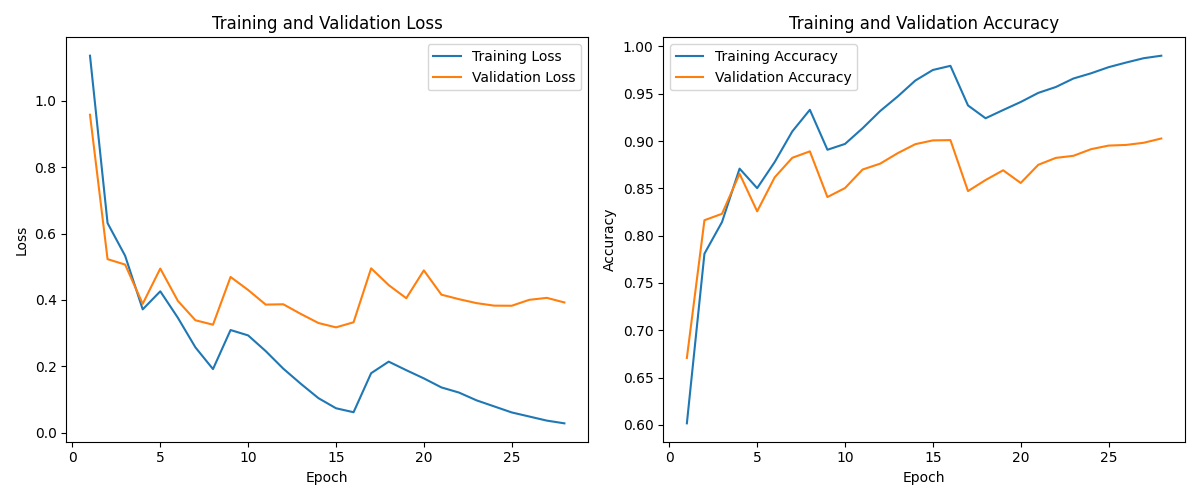 Training and Validation Loss
Training Loss
Validation Loss
1.0
0.8
0.6
0.4
0.2
0.0
Loss
0 5 10 15 20 25
Epoch
Training and Validation Accuracy
Training Accuracy
Validation Accuracy
1.00
0.95
0.90
0.85
0.80
0.75
0.70
0.65
0.60
Accuracy
0 5 10 15 20 25
Epoch